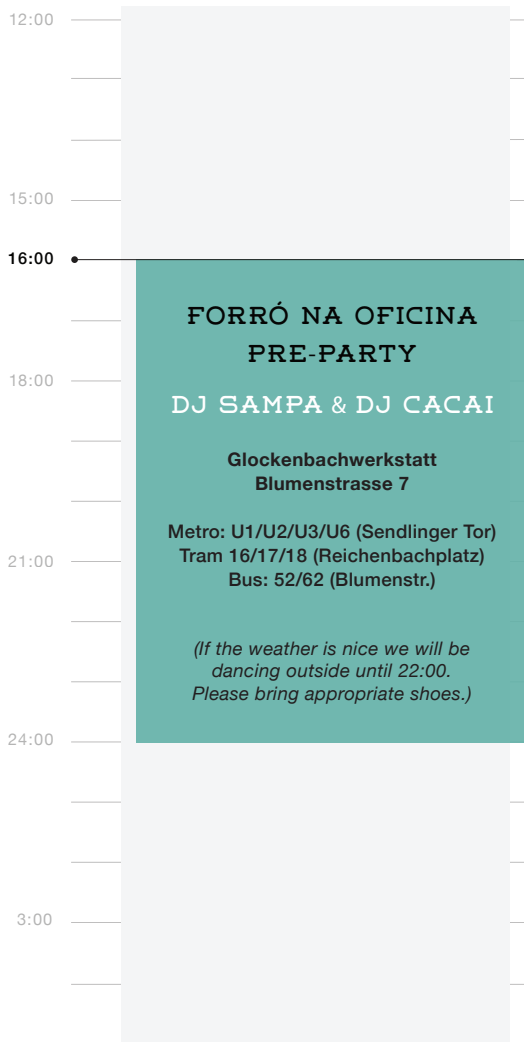 12:00
15:00
16:00
FORRÓ NA OFICINA
PRE-PARTY
18:00
DJ SAMPA & DJ CACAI
Glockenbachwerkstatt
Blumenstrasse 7
Metro: U1/U2/U3/U6 (Sendlinger Tor)
Tram 16/17/18 (Reichenbachplatz)
21:00
Bus: 52/62 (Blumenstr.)
(If the weather is nice we will be
dancing outside until 22:00.
Please bring appropriate shoes.)
24:00
3:00